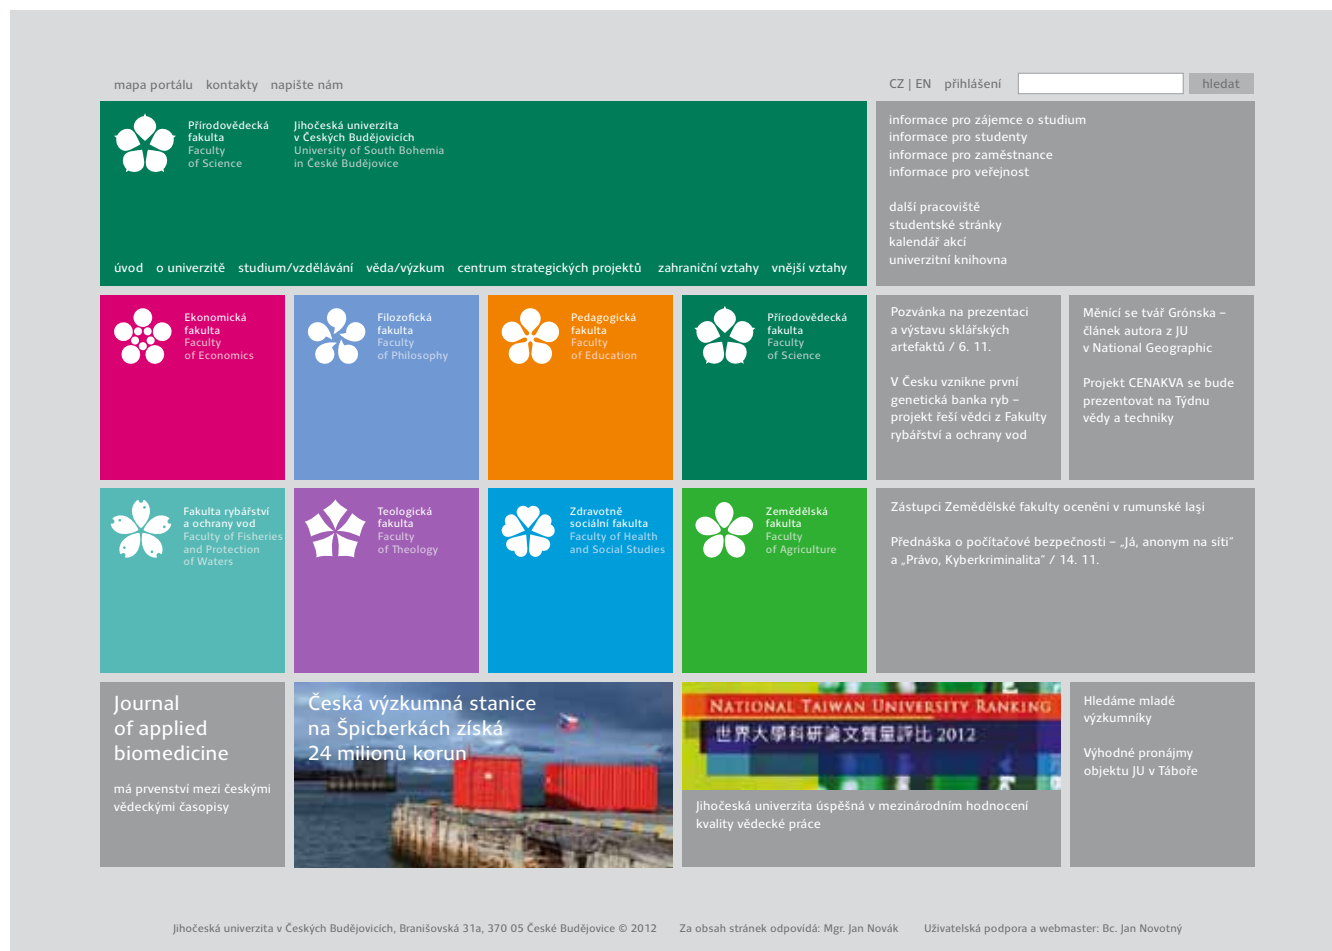 mapa portálu kontakty napište nám
CZ | EN přihlášení hledat
Přírodovědecká
fakulta
Faculty
of Science
Jihočeská univerzita
v Českých Budějovicích
University of South Bohemia
in České Budějovice
úvod o univerzitě studium/vzdělávání věda/výzkum centrum strategických projektů zahraniční vztahy vnější vztahy
informace pro zájemce o studium
informace pro studenty
informace pro zaměstnance
informace pro veřejnost
další pracoviště
studentské stránky
kalendář akcí
univerzitní knihovna
Ekonomická
fakulta
Faculty
of Economics
Filozofická
fakulta
Faculty
of Philosophy
Pedagogická
fakulta
Faculty
of Education
Přírodovědecká
fakulta
Faculty
of Science
Pozvánka na prezentaci
a výstavu sklářských
artefaktů / 6. 11.
V Česku vznikne první
genetická banka ryb –
projekt řeší vědci z Fakulty
rybářství a ochrany vod
Měnící se tvář Grónska –
článek autora z JU
v National Geographic
Projekt CENAKVA se bude
prezentovat na Týdnu
vědy a techniky
Fakulta rybářství
a ochrany vod
Faculty of Fisheries
and Protection
of Waters
Teologická
fakulta
Faculty
of Theology
Zdravotně
sociální fakulta
Faculty of Health
and Social Studies
Zemědělská
fakulta
Faculty
of Agriculture
Zástupci Zemědělské fakulty oceněni v rumunské Iaşi
Přednáška o počítačové bezpečnosti – „Já, anonym na síti“
a „Právo, Kyberkriminalita“ / 14. 11.
Journal
of applied
biomedicine
má prvenství mezi českými
vědeckými časopisy
Česká výzkumná stanice
na Špicberkách získá
24 milionů korun
NATIONAL TAIWAN UNIVERSITY RANKING
世界大學科研論文質量評比 2012
Jihočeská univerzita úspěšná v mezinárodním hodnocení
kvality vědecké práce
Hledáme mladé
výzkumníky
Výhodné pronájmy
objektu JU v Táboře
Jihočeská univerzita v Českých Budějovicích, Branišovská 31a, 370 05 České Budějovice © 2012 Za obsah stránek odpovídá: Mgr. Jan Novák Uživatelská podpora a webmaster: Bc. Jan Novotný